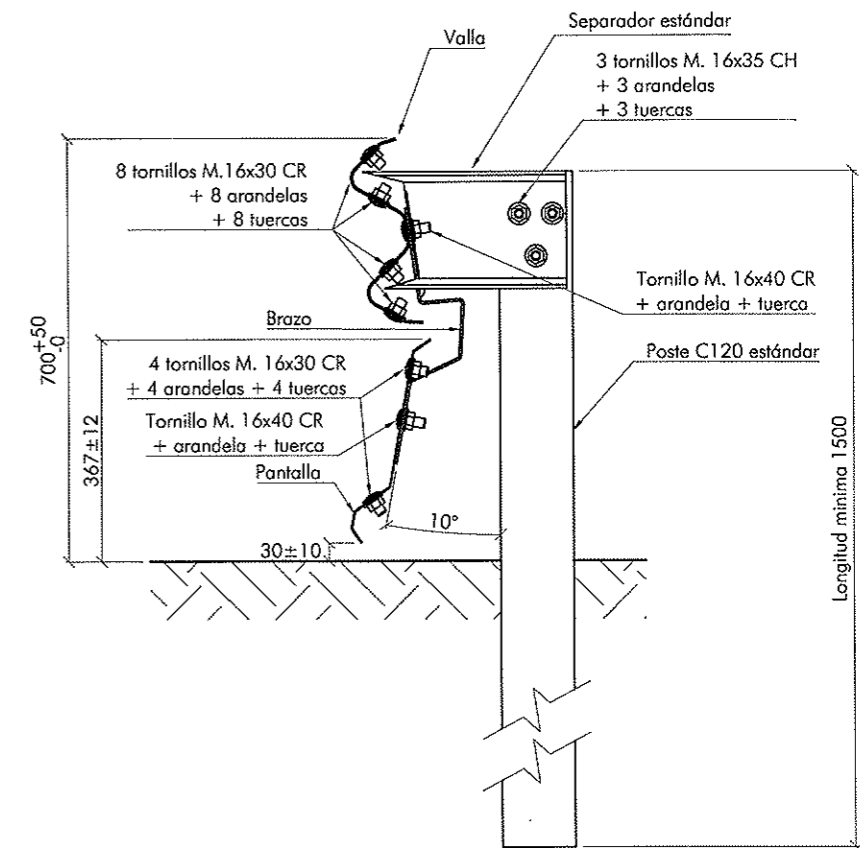 Separador estándar
Valla
3 tornillos M. 16x35 CH
+ 3 arandelas
+ 3 tuercas
8 tornillos M.16x30 CR
+ 8 arandelas
+ 8 tuercas
Tornillo M. 16x40 CR
+ arandela + tuerca
Brazo
700+50
-0
Poste C120 estándar
4 tornillos M. 16x30 CR
+ 4 arandelas + 4 tuercas
Tornillo M. 16x40 CR
+ arandela + tuerca
367±12
Pantalla
10°
30±10
Longitud minima 1500